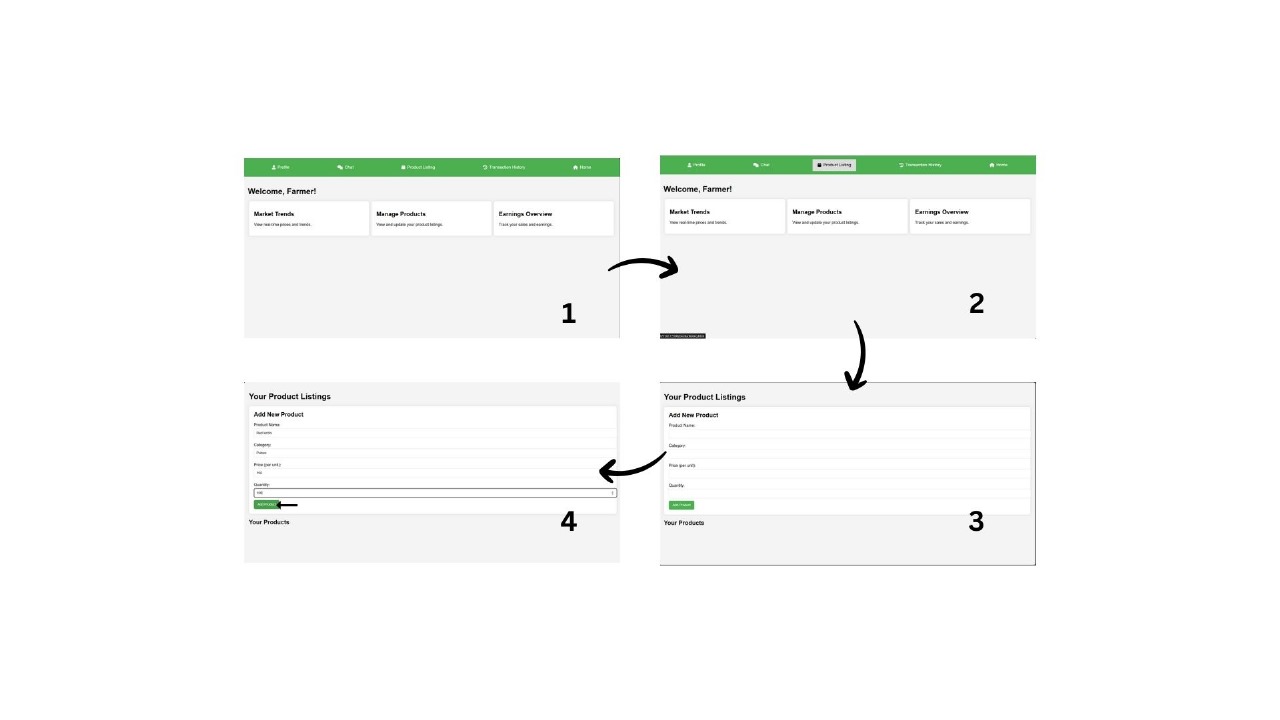 Profile Chat Product Listing Transaction History Home
Welcome, Farmer!
Market Trends
View real-time prices and trends.
Manage Products
View and update your product listings.
Earnings Overview
Track your sales and earnings.
1
Profile Chat Product Listing Transaction History Home
Welcome, Farmer!
Market Trends
View real-time prices and trends.
Manage Products
View and update your product listings.
Earnings Overview
Track your sales and earnings.
2
Your Product Listings
Add New Product
Product Name:
Category:
Price (per unit):
Quantity:
Add Product
Your Products
3
Your Product Listings
Add New Product
Product Name:
Category:
Price (per unit):
Quantity:
Add Product
Your Products
4